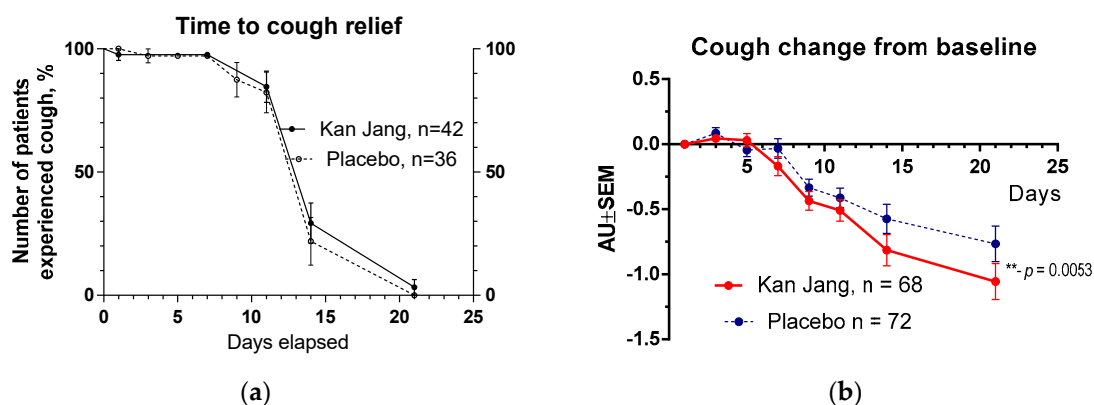 Time to cough relief
Number of patients
experienced cough, %
100
50
0
100
50
0
Kan Jang, n=42
Placebo, n=36
0 5 10 15 20 25
Days elapsed
(a)
Cough change from baseline
AU±SEM
0.5
0.0
-0.5
-1.0
-1.5
5 10 15 20 25
Days
**- p = 0.0053
Kan Jang, n = 68
Placebo n = 72
(b)